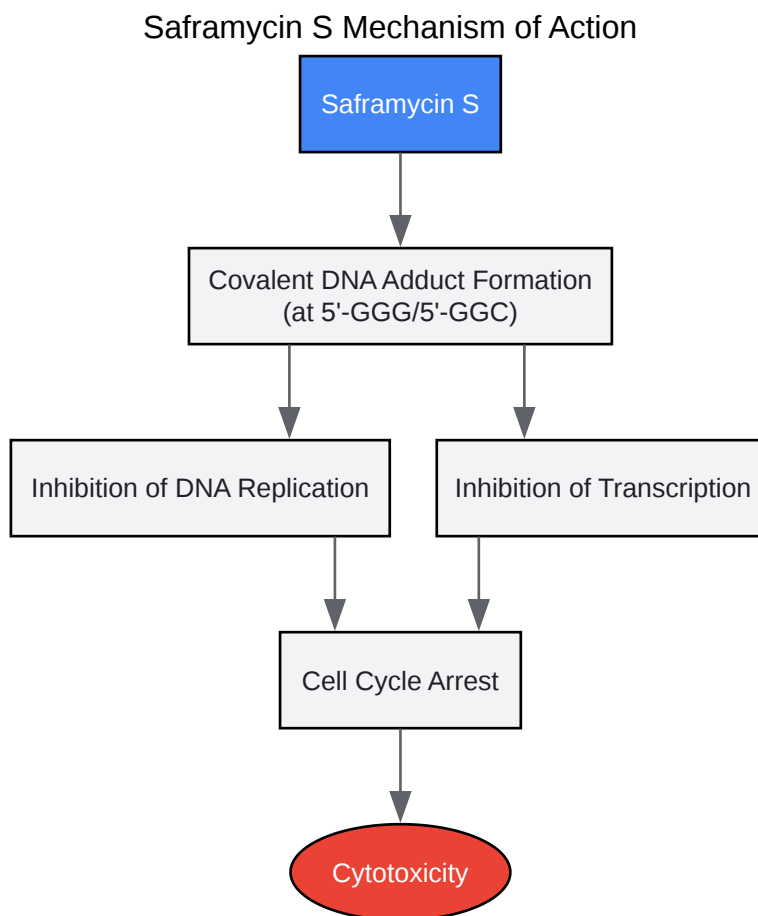 Saframycin S Mechanism of Action
Saframycin S
Covalent DNA Adduct Formation
(at 5'-GGG/5'-GGC)
Inhibition of DNA Replication
Inhibition of Transcription
Cell Cycle Arrest
Cytotoxicity